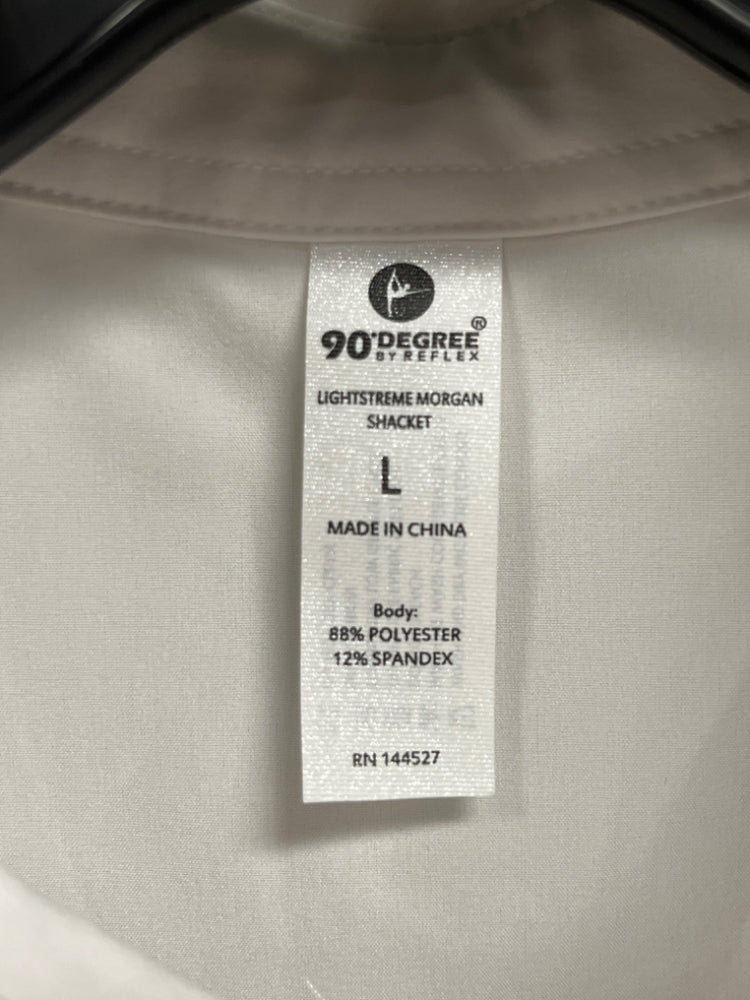 90°DEGREE®
BY REFLEX
LIGHTSTREME MORGAN
SHACKET
L
MADE IN CHINA
Body:
88% POLYESTER
12% SPANDEX
RN 144527